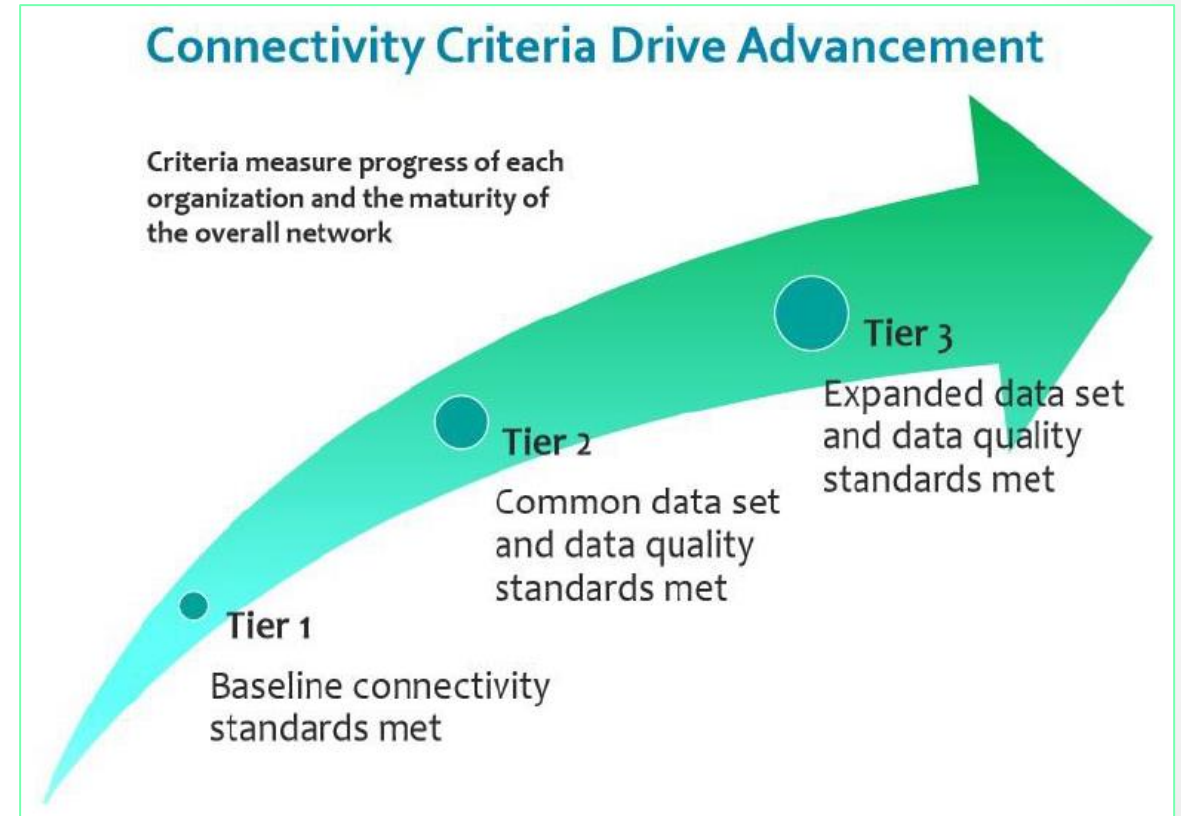 Connectivity Criteria Drive Advancement
Criteria measure progress of each
organization and the maturity of
the overall network
Tier 3
Expanded data set
and data quality
standards met
Tier 2
Common data set
and data quality
standards met
Tier 1
Baseline connectivity
standards met